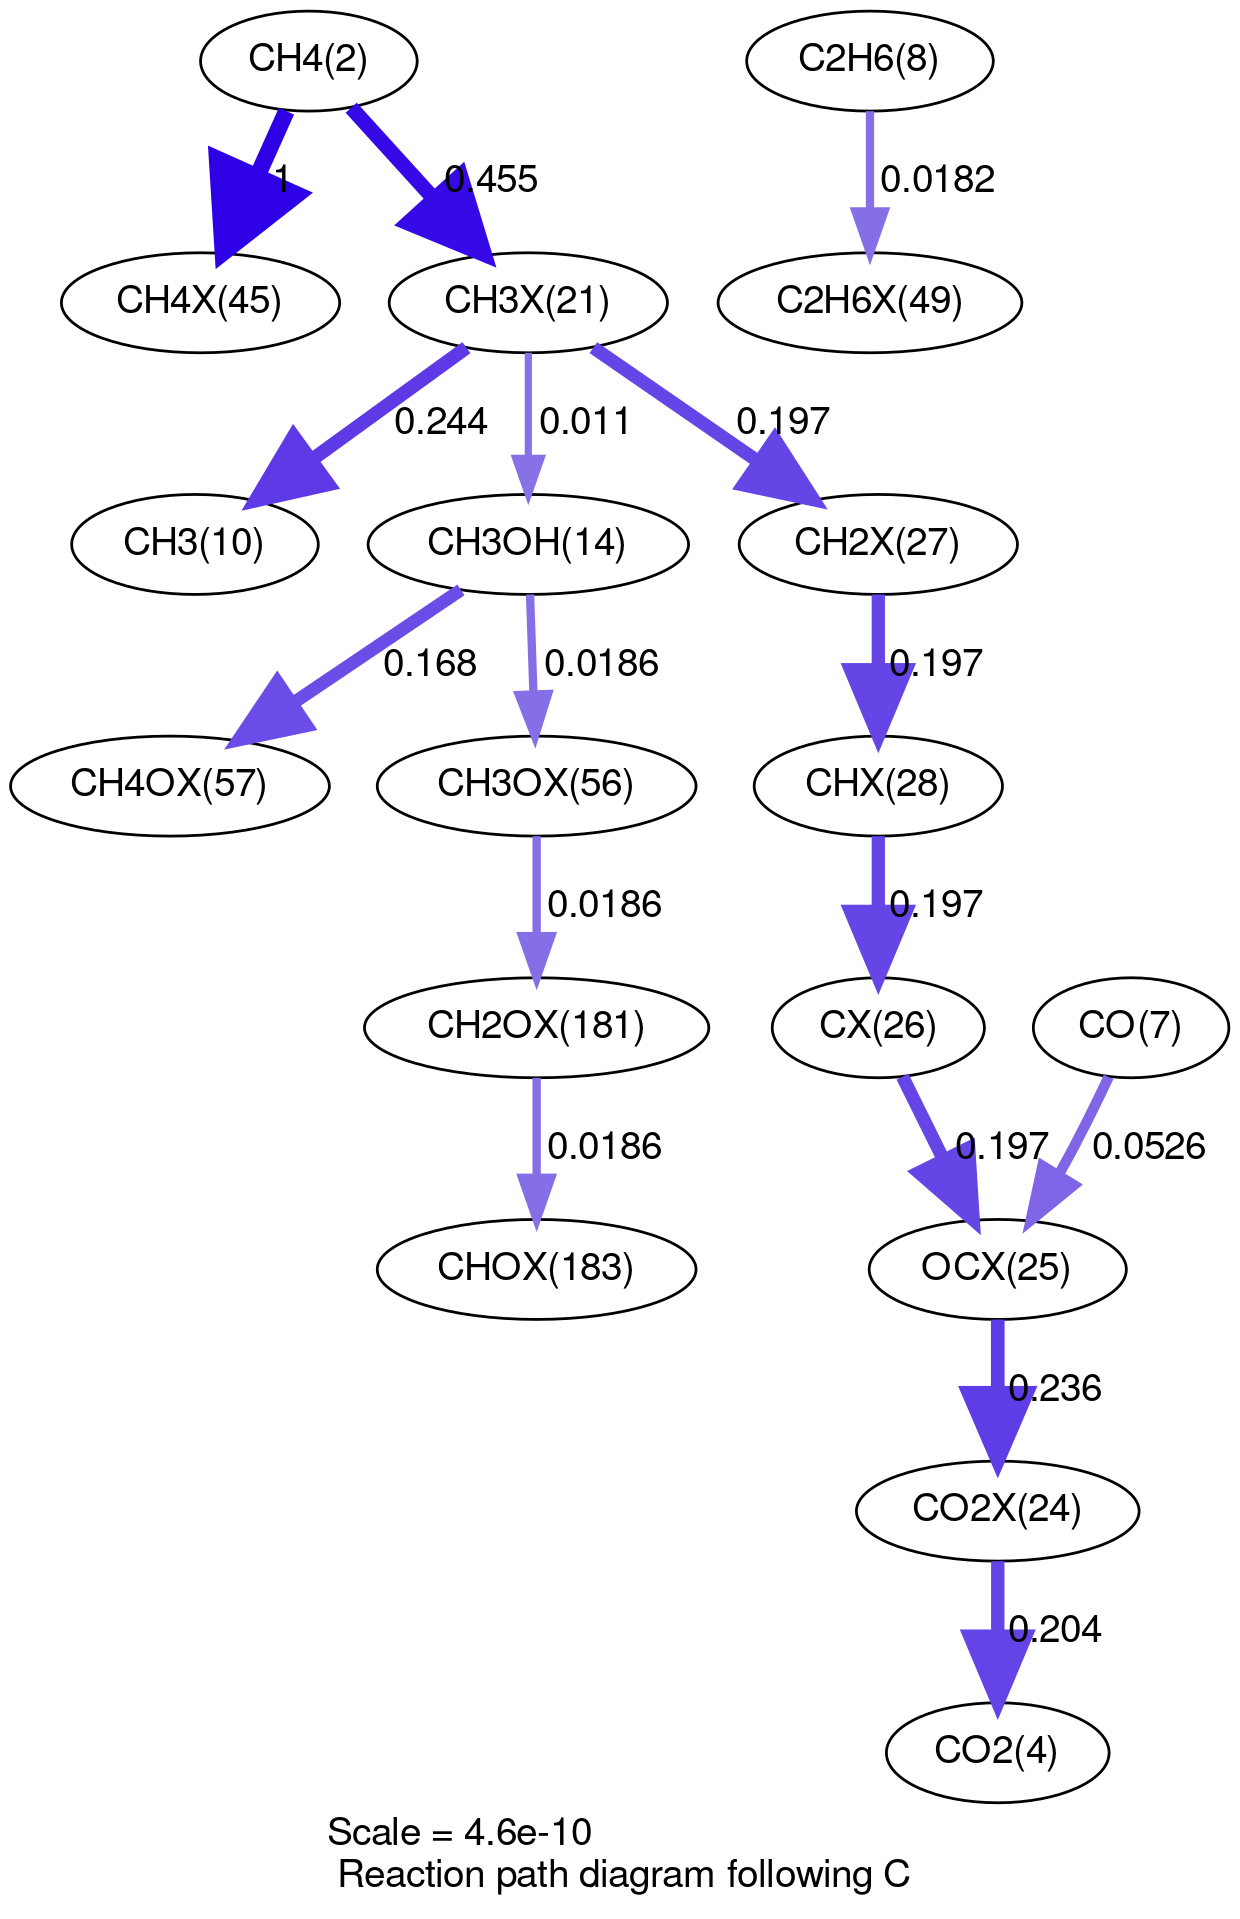 CH4(2)
C2H6(8)
1
0.455
0.0182
CH4X(45)
CH3X(21)
C2H6X(49)
0.244
0.011
0.197
CH3(10)
CH3OH(14)
CH2X(27)
0.168
0.0186
0.197
CH4OX(57)
CH3OX(56)
CHX(28)
0.0186
0.197
CH2OX(181)
CX(26)
CO(7)
0.0186
0.197
0.0526
CHOX(183)
OCX(25)
0.236
CO2X(24)
0.204
CO2(4)
Scale = 4.6e-10
Reaction path diagram following C